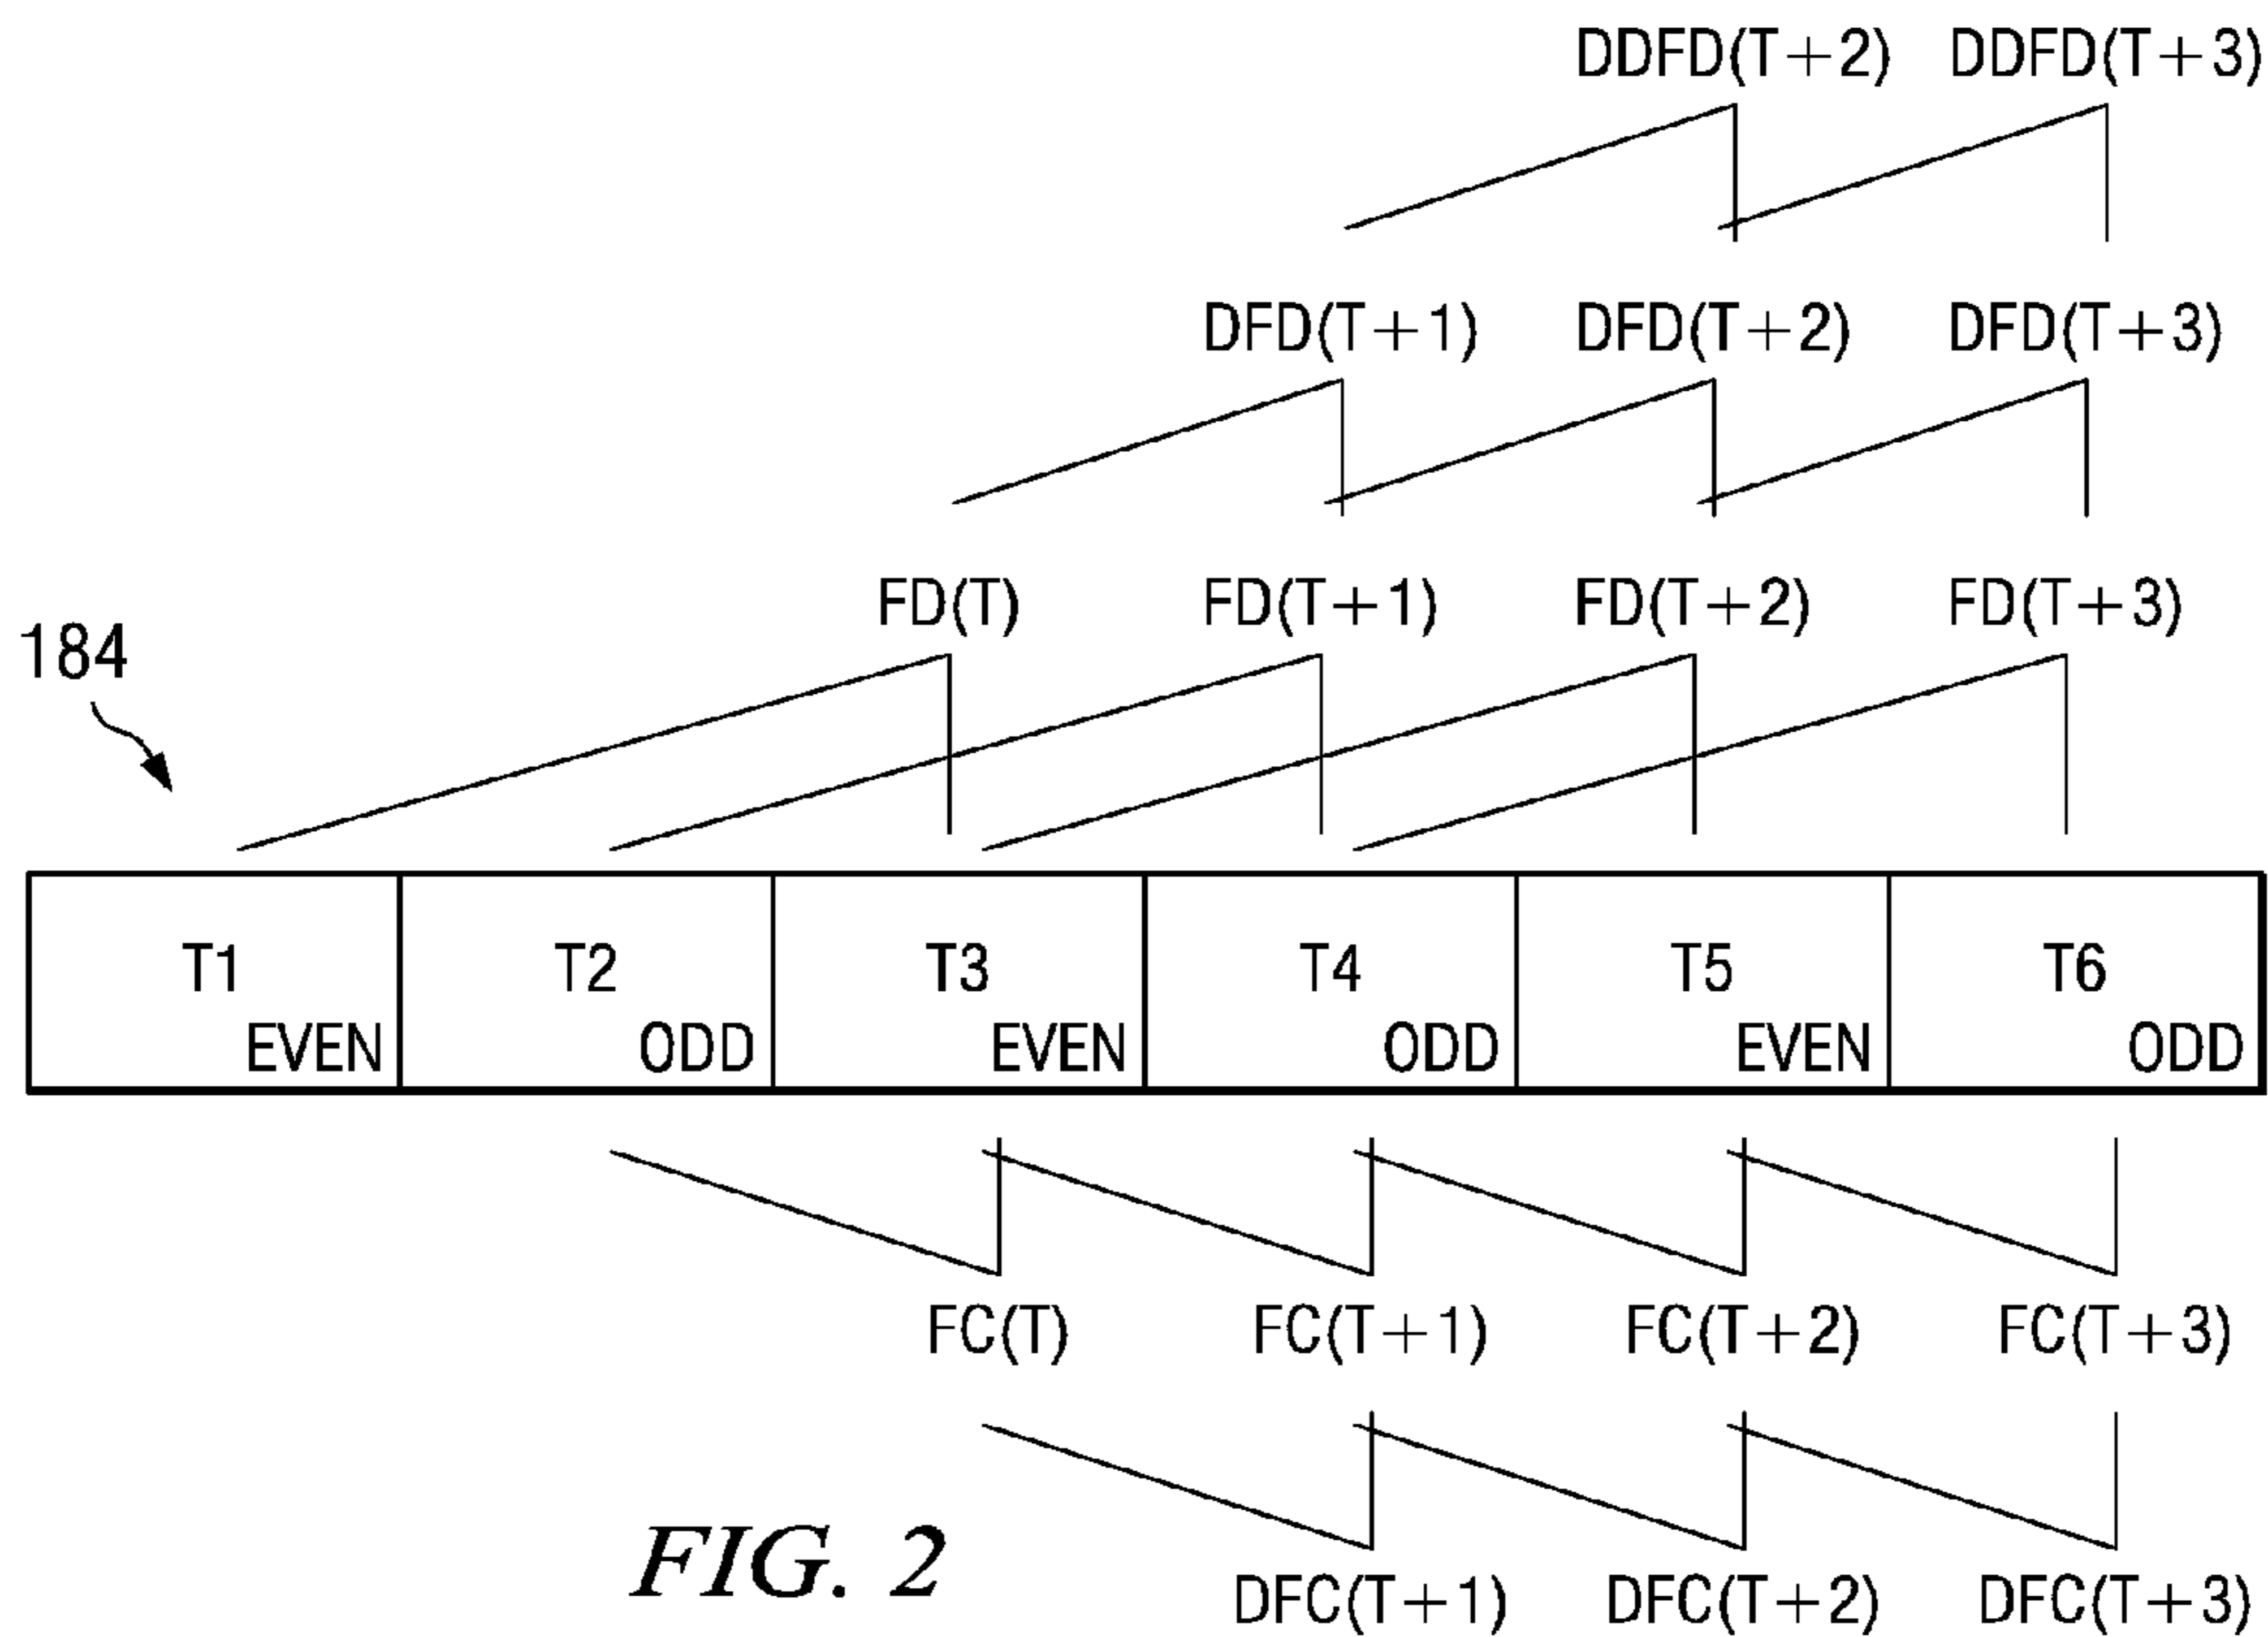 DDFD(T+2) DDFD(T+3)
DFD(T+1) DFD(T+2) DFD(T+3)
FD(T) FD(T+1) FD(T+2) FD(T+3)
184
T1 T2 T3 T4 T5 T6
EVEN ODD EVEN ODD EVEN ODD
FC(T) FC(T+1) FC(T+2) FC(T+3)
DFC(T+1) DFC(T+2) DFC(T+3)
FIG. 2